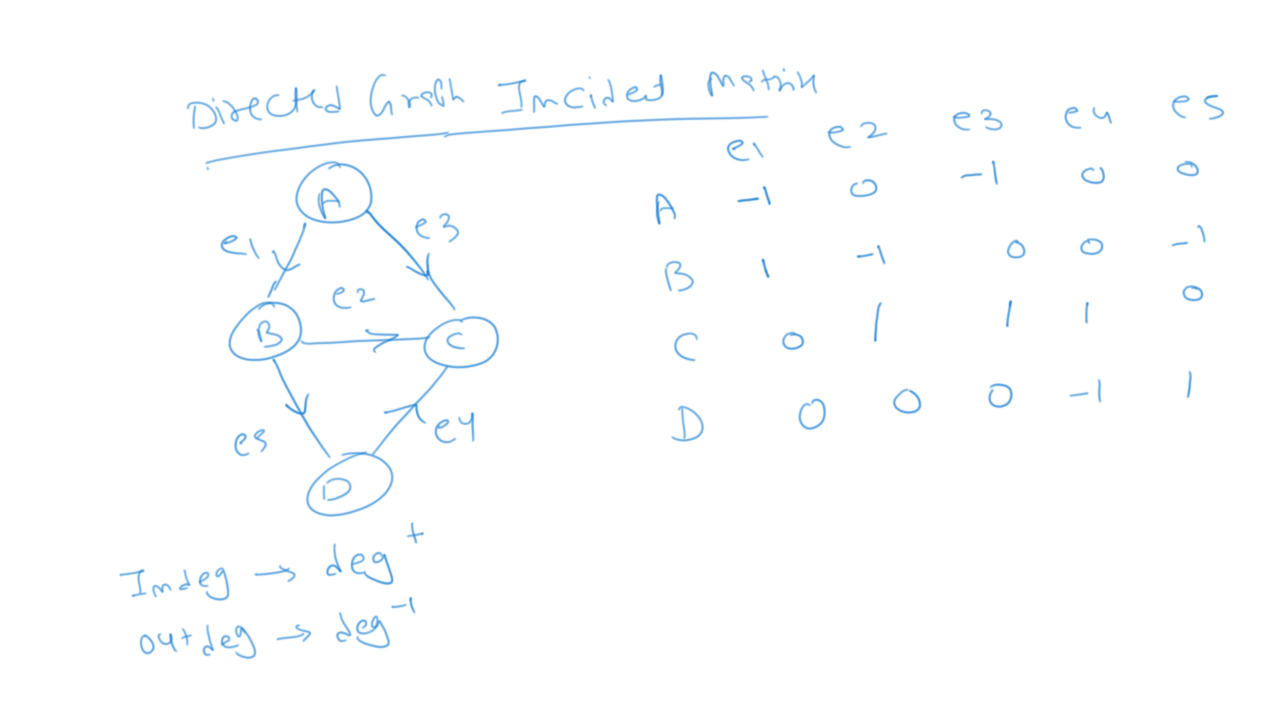 Directed Graph Incident Matrix
e1 e2 e3 e4 e5
A -1 0 -1 0 0
B 1 -1 0 0 -1
C 0 1 1 1 0
D 0 0 0 -1 1
A
e1 e3
e2
B C
e5 e4
D
Indeg → deg+
outdeg → deg-1